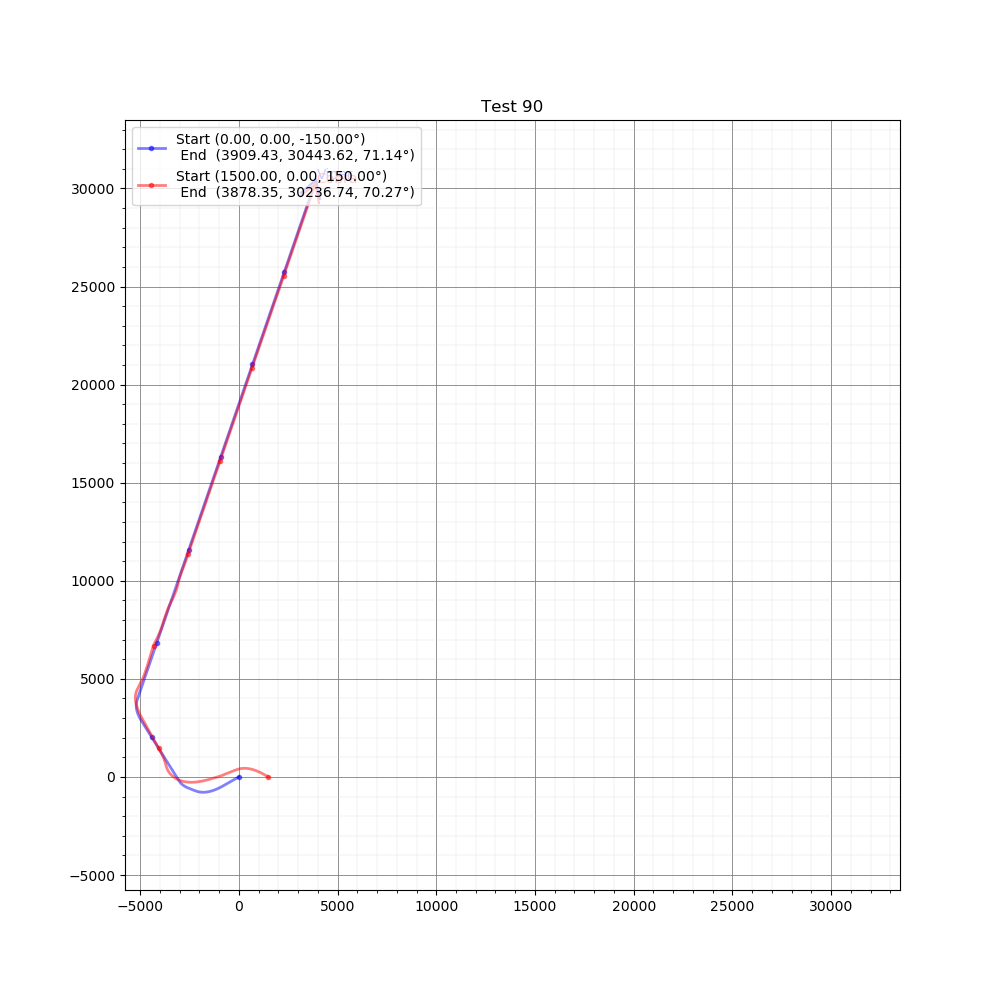 Test 90
Start (0.00, 0.00, -150.00°)
End (3909.43, 30443.62, 71.14°)
Start (1500.00, 0.00, 150.00°)
End (3878.35, 30236.74, 70.27°)
30000
25000
20000
15000
10000
5000
0
−5000
−5000 0 5000 10000 15000 20000 25000 30000